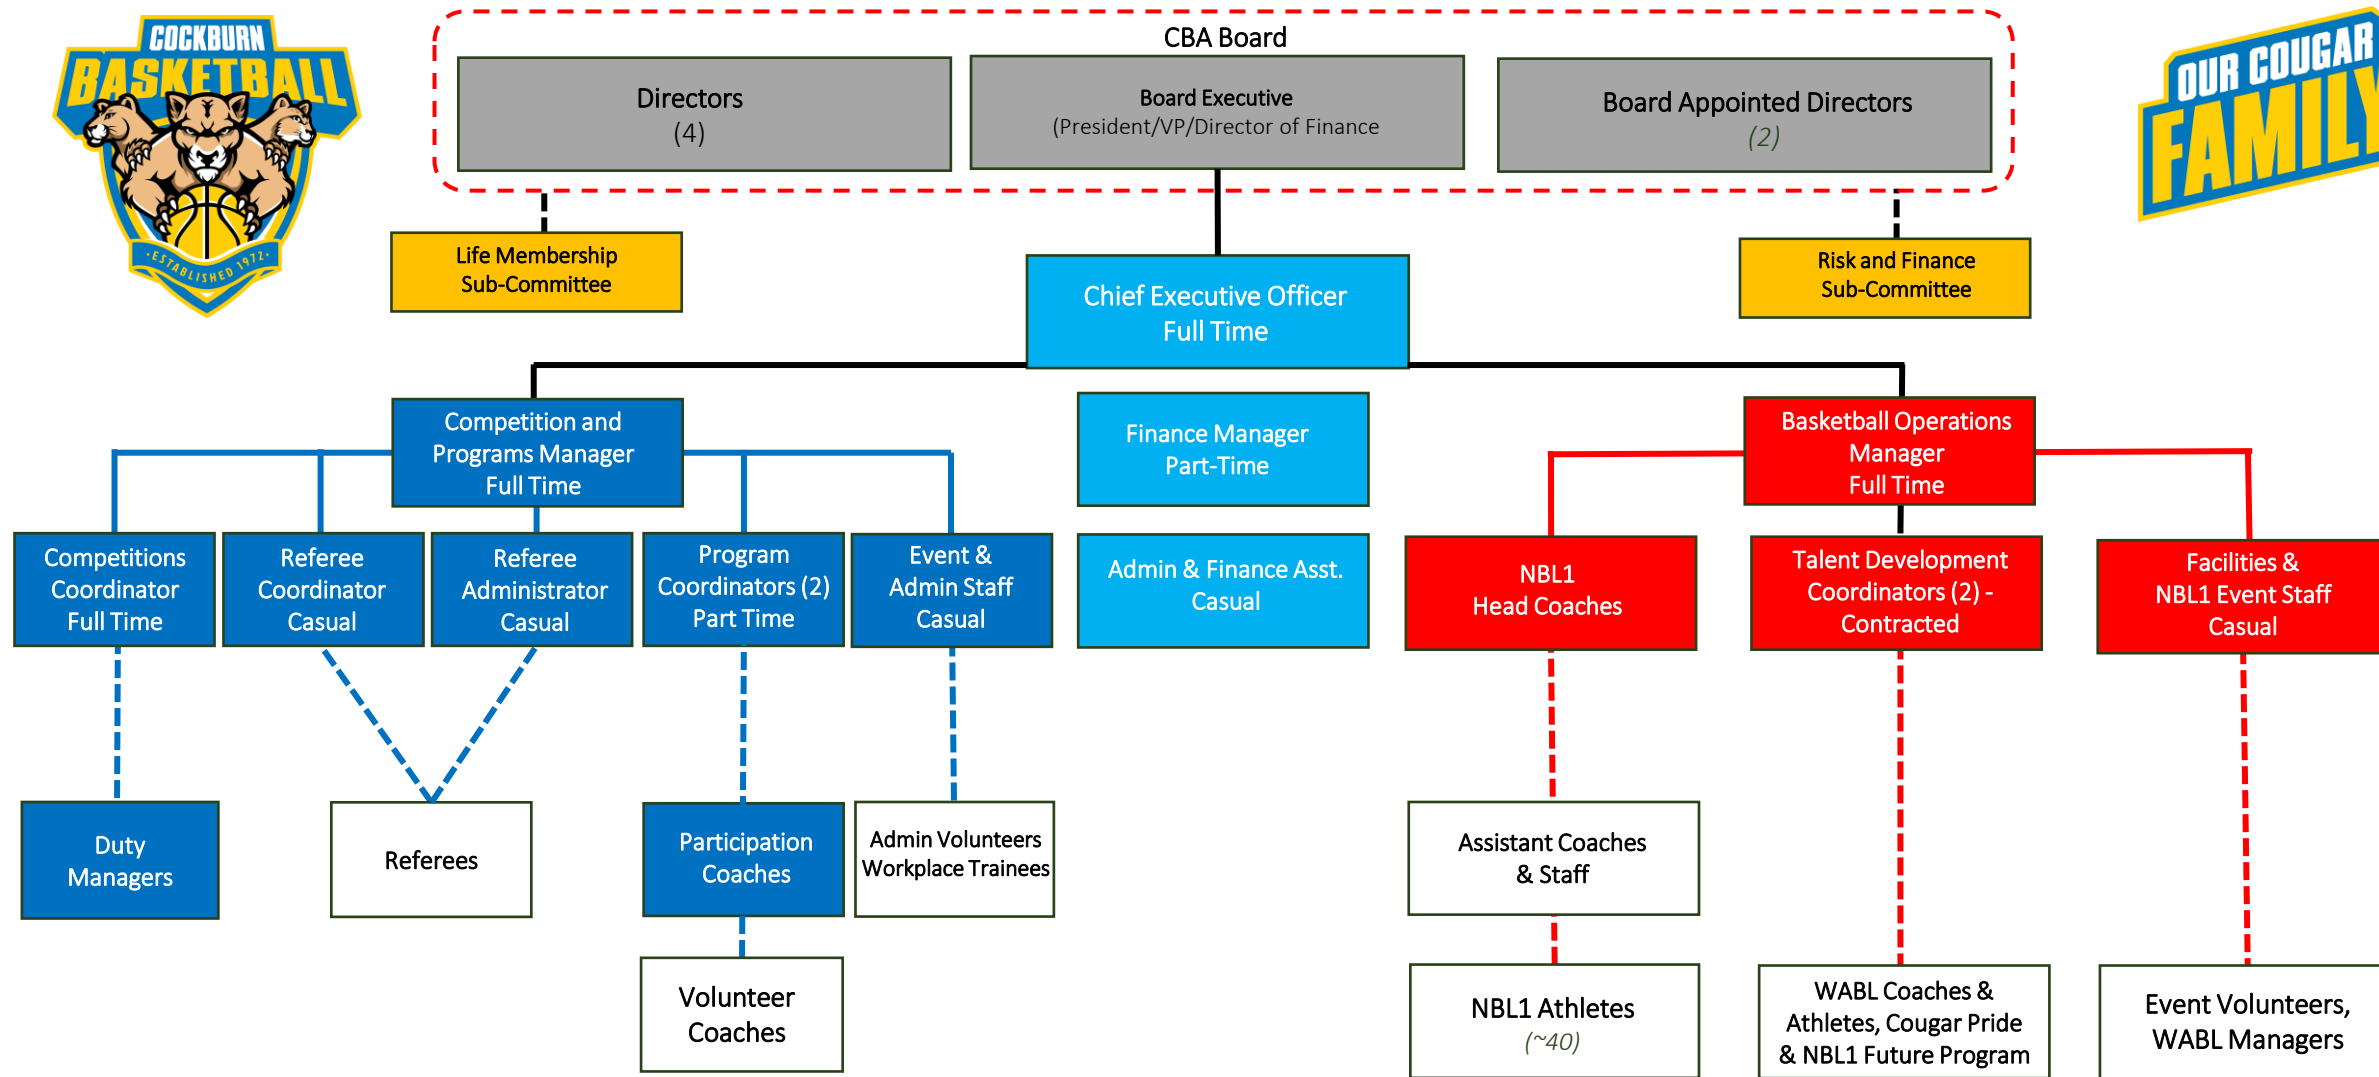 COCKBURN
BASKETBALL
·ESTABLISHED 1972·
OUR COUGAR
FAMILY
CBA Board
Directors
(4)
Board Executive
(President/VP/Director of Finance
Board Appointed Directors
(2)
Life Membership
Sub-Committee
Risk and Finance
Sub-Committee
Chief Executive Officer
Full Time
Competition and
Programs Manager
Full Time
Finance Manager
Part-Time
Basketball Operations
Manager
Full Time
Competitions
Coordinator
Full Time
Referee
Coordinator
Casual
Referee
Administrator
Casual
Program
Coordinators (2)
Part Time
Event &
Admin Staff
Casual
Admin & Finance Asst.
Casual
NBL1
Head Coaches
Talent Development
Coordinators (2) -
Contracted
Facilities &
NBL1 Event Staff
Casual
Duty
Managers
Referees
Participation
Coaches
Admin Volunteers
Workplace Trainees
Assistant Coaches
& Staff
Volunteer
Coaches
NBL1 Athletes
(~40)
WABL Coaches &
Athletes, Cougar Pride
& NBL1 Future Program
Event Volunteers,
WABL Managers